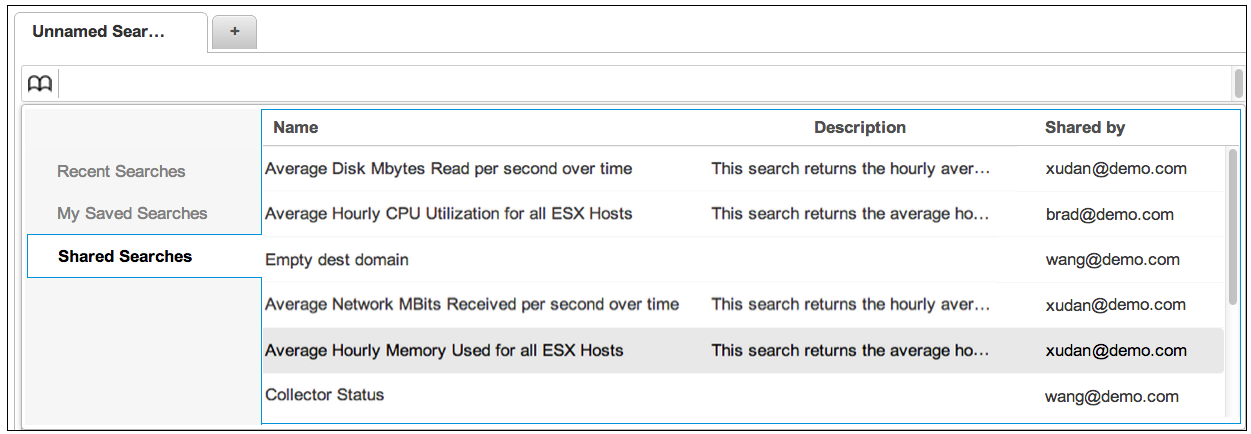 Unnamed Sear… +
Name Description Shared by
Recent Searches
My Saved Searches
Shared Searches
Average Disk Mbytes Read per second over time This search returns the hourly aver… xudan@demo.com
Average Hourly CPU Utilization for all ESX Hosts This search returns the average ho… brad@demo.com
Empty dest domain wang@demo.com
Average Network MBits Received per second over time This search returns the hourly aver… xudan@demo.com
Average Hourly Memory Used for all ESX Hosts This search returns the average ho… xudan@demo.com
Collector Status wang@demo.com